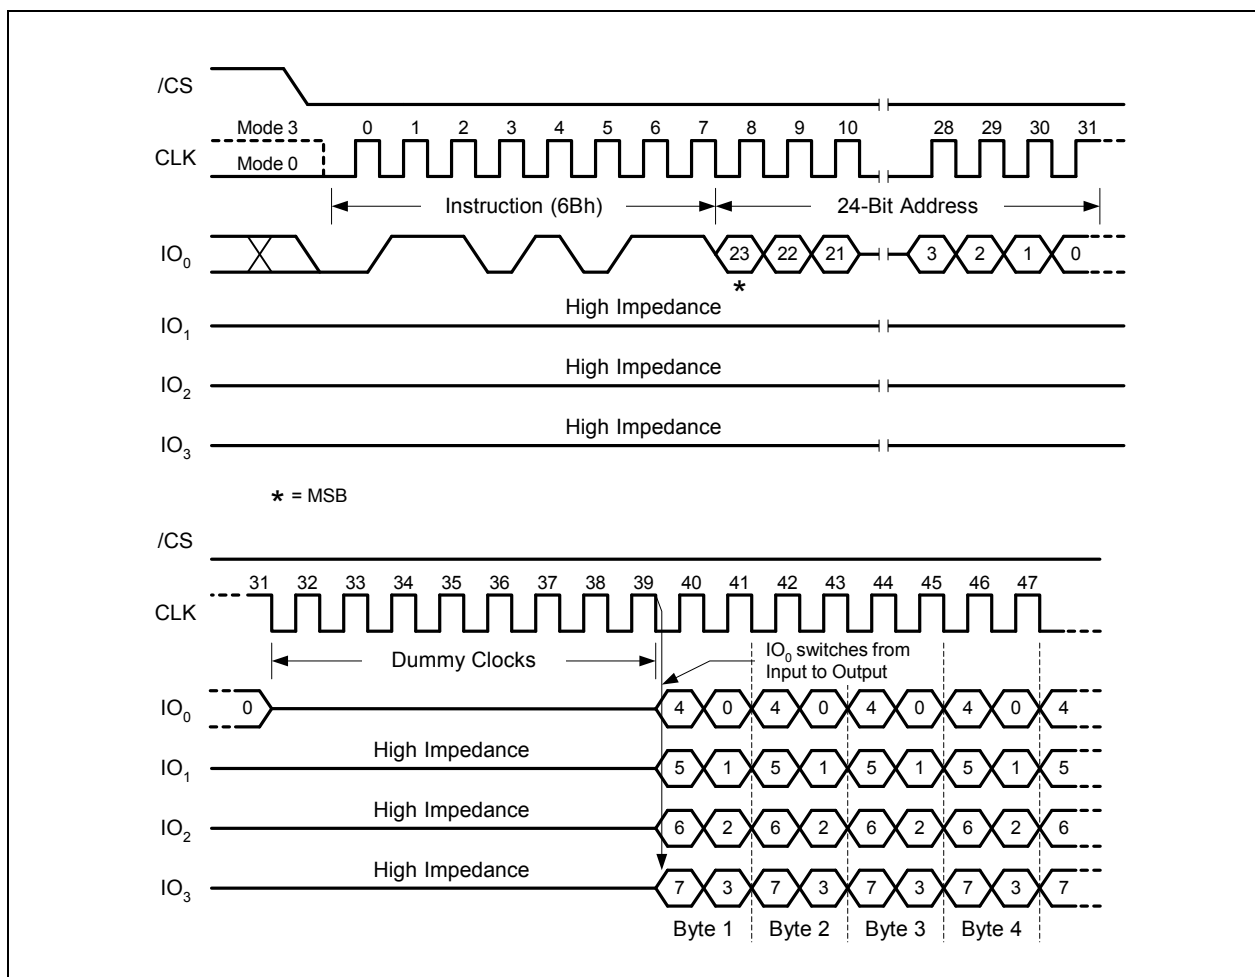 /CS
Mode 3 0 1 2 3 4 5 6 7 8 9 10 28 29 30 31
CLK
Mode 0
Instruction (6Bh) 24-Bit Address
IO0 23 22 21 3 2 1 0
*
High Impedance
IO1
High Impedance
IO2
High Impedance
IO3
* = MSB
/CS
31 32 33 34 35 36 37 38 39 40 41 42 43 44 45 46 47
CLK
Dummy Clocks
IO0 switches from
Input to Output
IO0 0 4 0 4 0 4 0 4 0 4
High Impedance
IO1 5 1 5 1 5 1 5 1 5
High Impedance
IO2 6 2 6 2 6 2 6 2 6
High Impedance
IO3 7 3 7 3 7 3 7 3 7
Byte 1 Byte 2 Byte 3 Byte 4